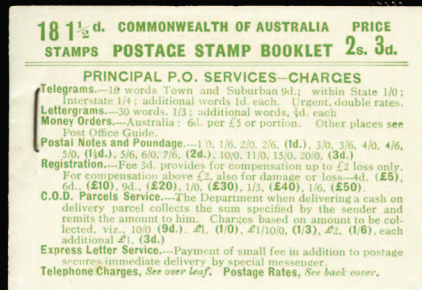 18 1½d. COMMONWEALTH OF AUSTRALIA PRICE
STAMPS POSTAGE STAMP BOOKLET 2s. 3d.
PRINCIPAL P.O. SERVICES—CHARGES
Telegrams.—16 words Town and Suburban 9d.; within State 1/0;
Interstate 1/4; additional words 1d. each. Urgent, double rates.
Lettergrams.—30 words, 1/3; additional words, ½d. each
Money Orders.—Australia: 6d. per £5 or portion. Other places see
Post Office Guide.
Postal Notes and Poundage.—1/0, 1/6, 2/0, 2/6, (1d.), 3/0, 3/6, 4/0, 4/6,
5/0, (1½d.), 5/6, 6/0, 7/6, (2d.), 10/0, 11/0, 15/0, 20/0, (3d.)
Registration.—Fee 3d. provides for compensation up to £2 loss only.
For compensation above £2, also for damage or loss—4d. (£5),
6d., (£10), 9d., (£20), 1/0, (£30), 1/3, (£40), 1/6, (£50).
C.O.D. Parcels Service.—The Department when delivering a cash on
delivery parcel collects the sum specified by the sender and
remits the amount to him. Charges based on amount to be col-
lected, viz., 10/0 (9d.), £1, (1/0), £1/10/0, (1/3), £2, (1/6), each
additional £1, (3d.)
Express Letter Service.—Payment of small fee in addition to postage
secures immediate delivery by special messenger.
Telephone Charges, See over leaf. Postage Rates, See back cover.